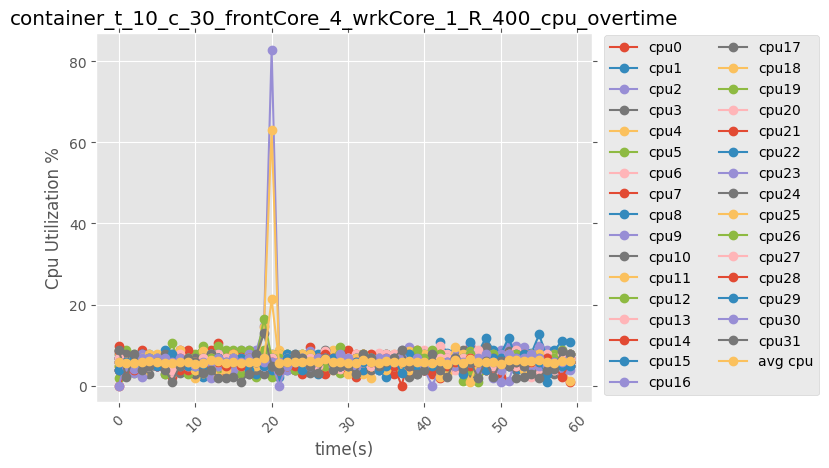 container_t_10_c_30_frontCore_4_wrkCore_1_R_400_cpu_overtime
Cpu Utilization %
80
60
40
20
0
0
10
20
30
40
50
60
time(s)
cpu0
cpu1
cpu2
cpu3
cpu4
cpu5
cpu6
cpu7
cpu8
cpu9
cpu10
cpu11
cpu12
cpu13
cpu14
cpu15
cpu16
cpu17
cpu18
cpu19
cpu20
cpu21
cpu22
cpu23
cpu24
cpu25
cpu26
cpu27
cpu28
cpu29
cpu30
cpu31
avg cpu